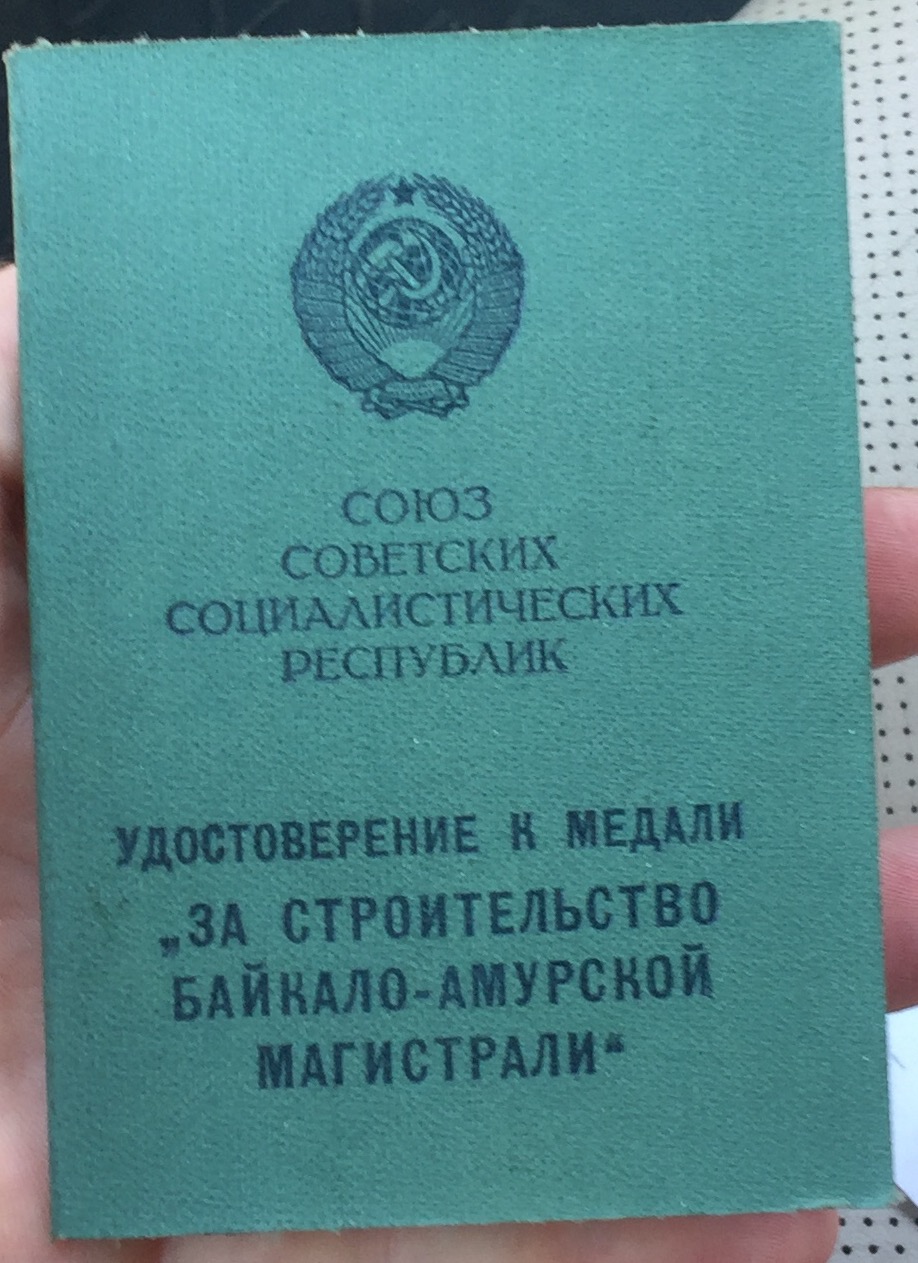 СОЮЗ
СОВЕТСКИХ
СОЦИАЛИСТИЧЕСКИХ
РЕСПУБЛИК
УДОСТОВЕРЕНИЕ К МЕДАЛИ
„ЗА СТРОИТЕЛЬСТВО
БАЙКАЛО-АМУРСКОЙ
МАГИСТРАЛИ“